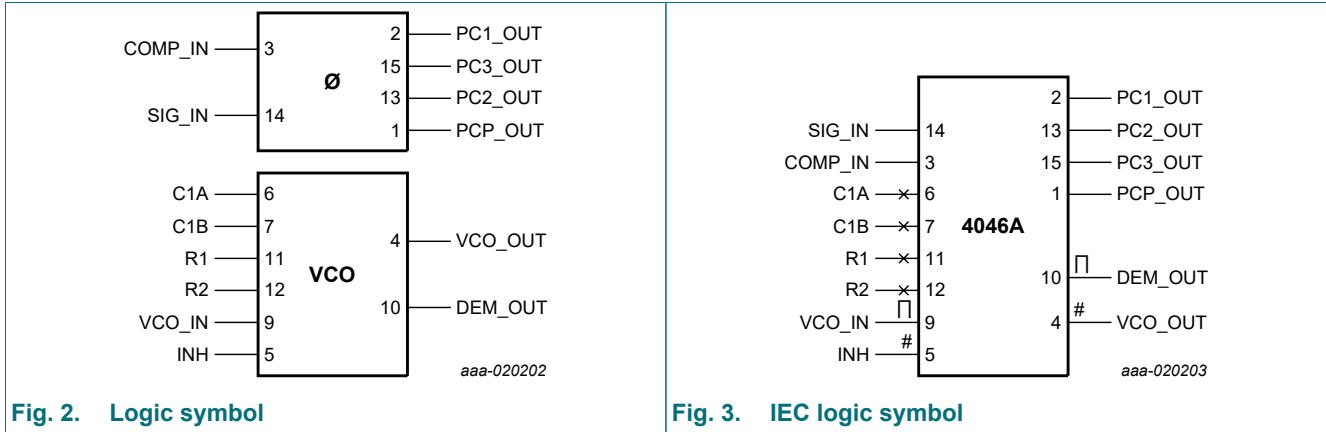 COMP_IN 3
SIG_IN 14
Ø
2 PC1_OUT
15 PC3_OUT
13 PC2_OUT
1 PCP_OUT
C1A 6
C1B 7
R1 11
R2 12
VCO_IN 9
INH 5
VCO
4 VCO_OUT
10 DEM_OUT
aaa-020202
Fig. 2. Logic symbol
SIG_IN 14
COMP_IN 3
C1A 6
C1B 7
R1 11
R2 12
VCO_IN ∏ 9
INH # 5
4046A
2 PC1_OUT
13 PC2_OUT
15 PC3_OUT
1 PCP_OUT
10 ∏ DEM_OUT
4 # VCO_OUT
aaa-020203
Fig. 3. IEC logic symbol